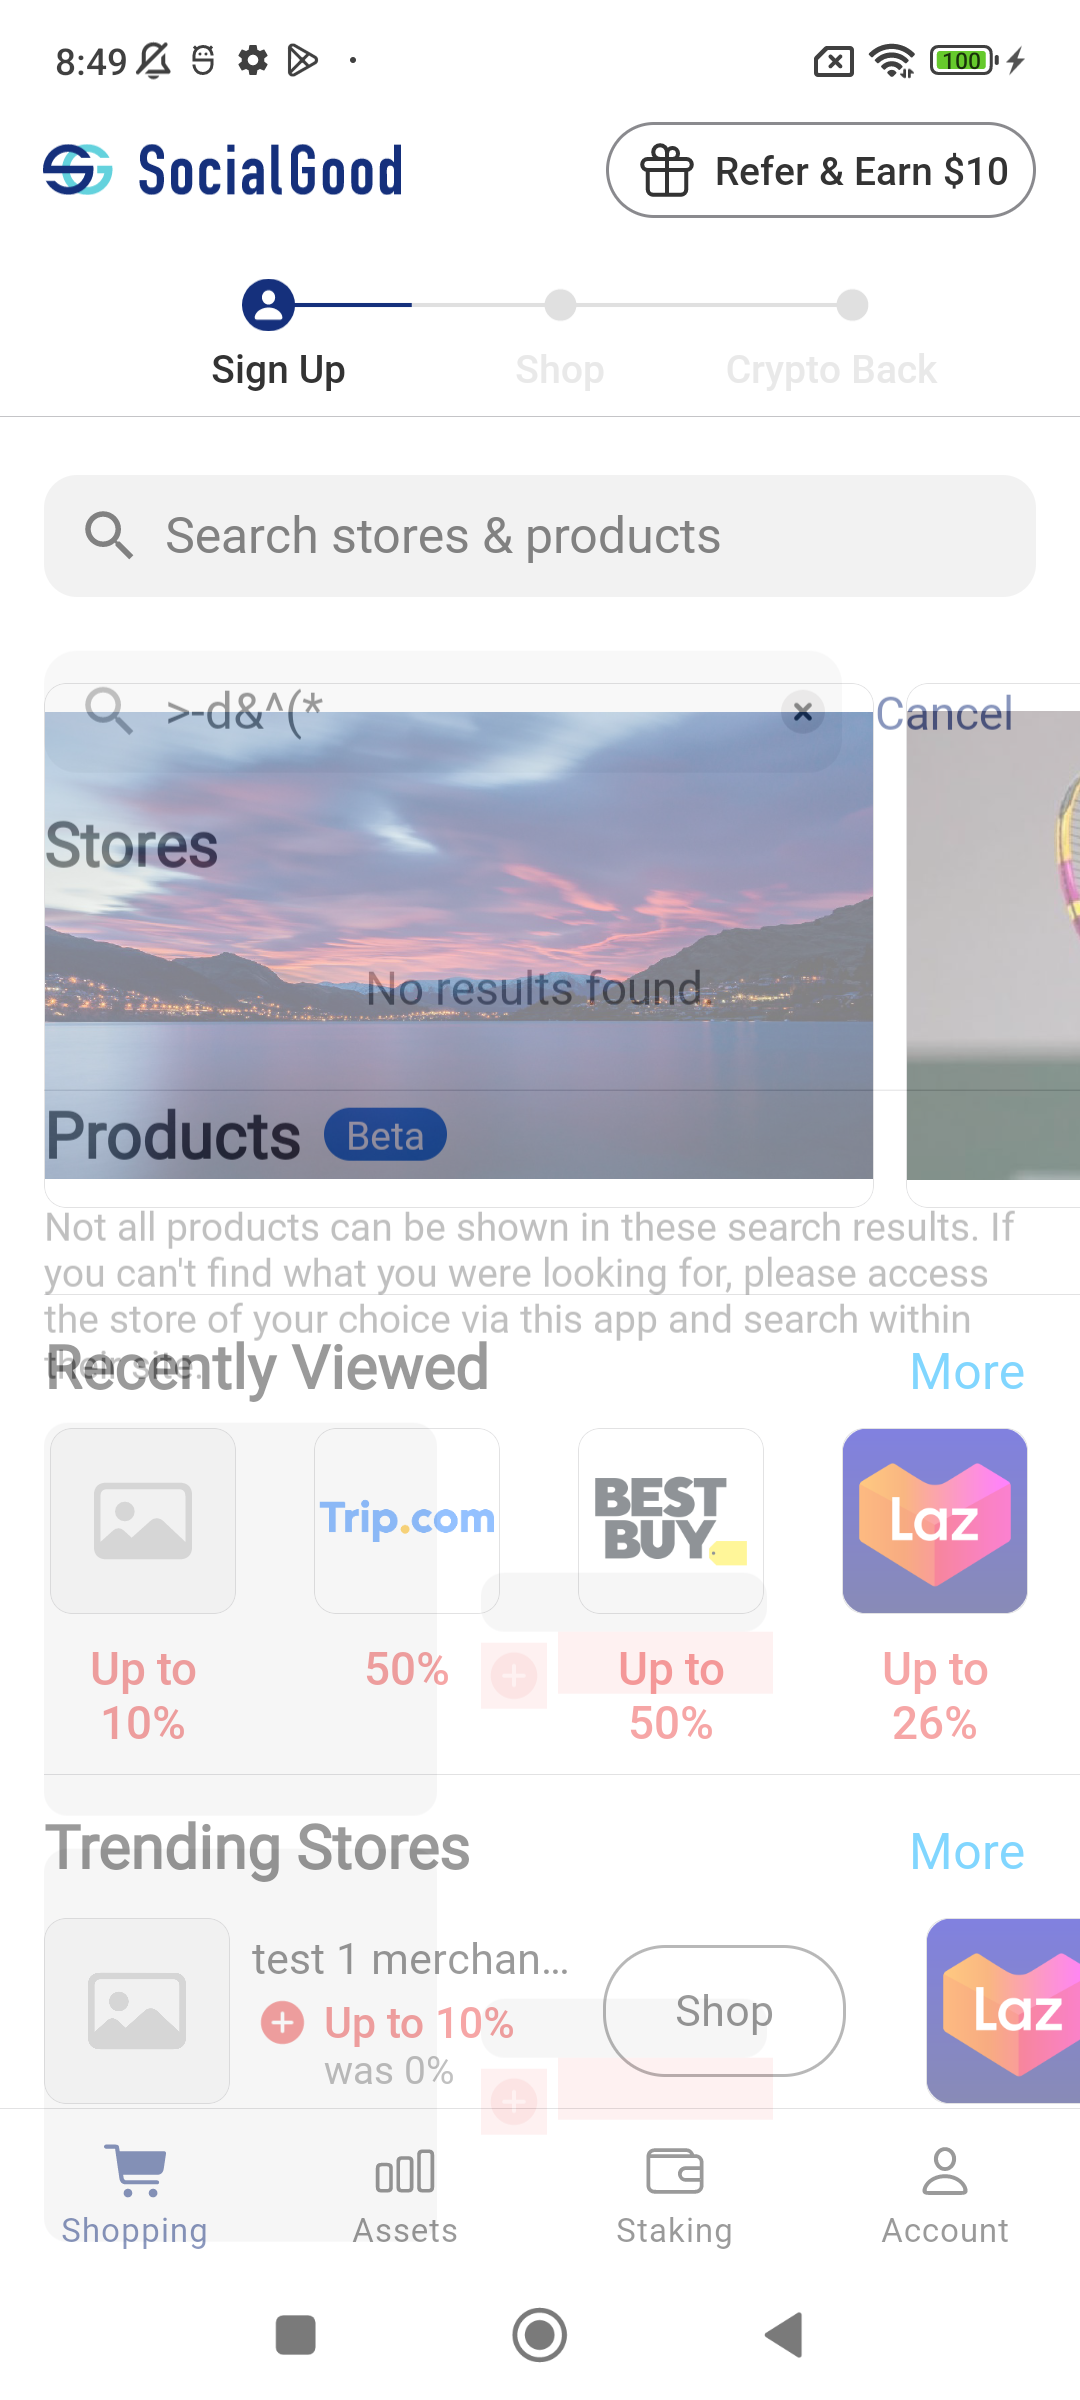 8:49
100
SocialGood
Refer & Earn $10
Sign Up
Shop
Crypto Back
Search stores & products
>-d&^(*
Cancel
Stores
No results found.
Products
Beta
Not all products can be shown in these search results. If
you can't find what you were looking for, please access
the store of your choice via this app and search within
their site.
Recently Viewed
More
Trip.com
BEST
BUY
Laz
Up to
10%
50%
Up to
50%
Up to
26%
Trending Stores
More
test 1 merchan...
Up to 10%
was 0%
Shop
Laz
Shopping
Assets
Staking
Account